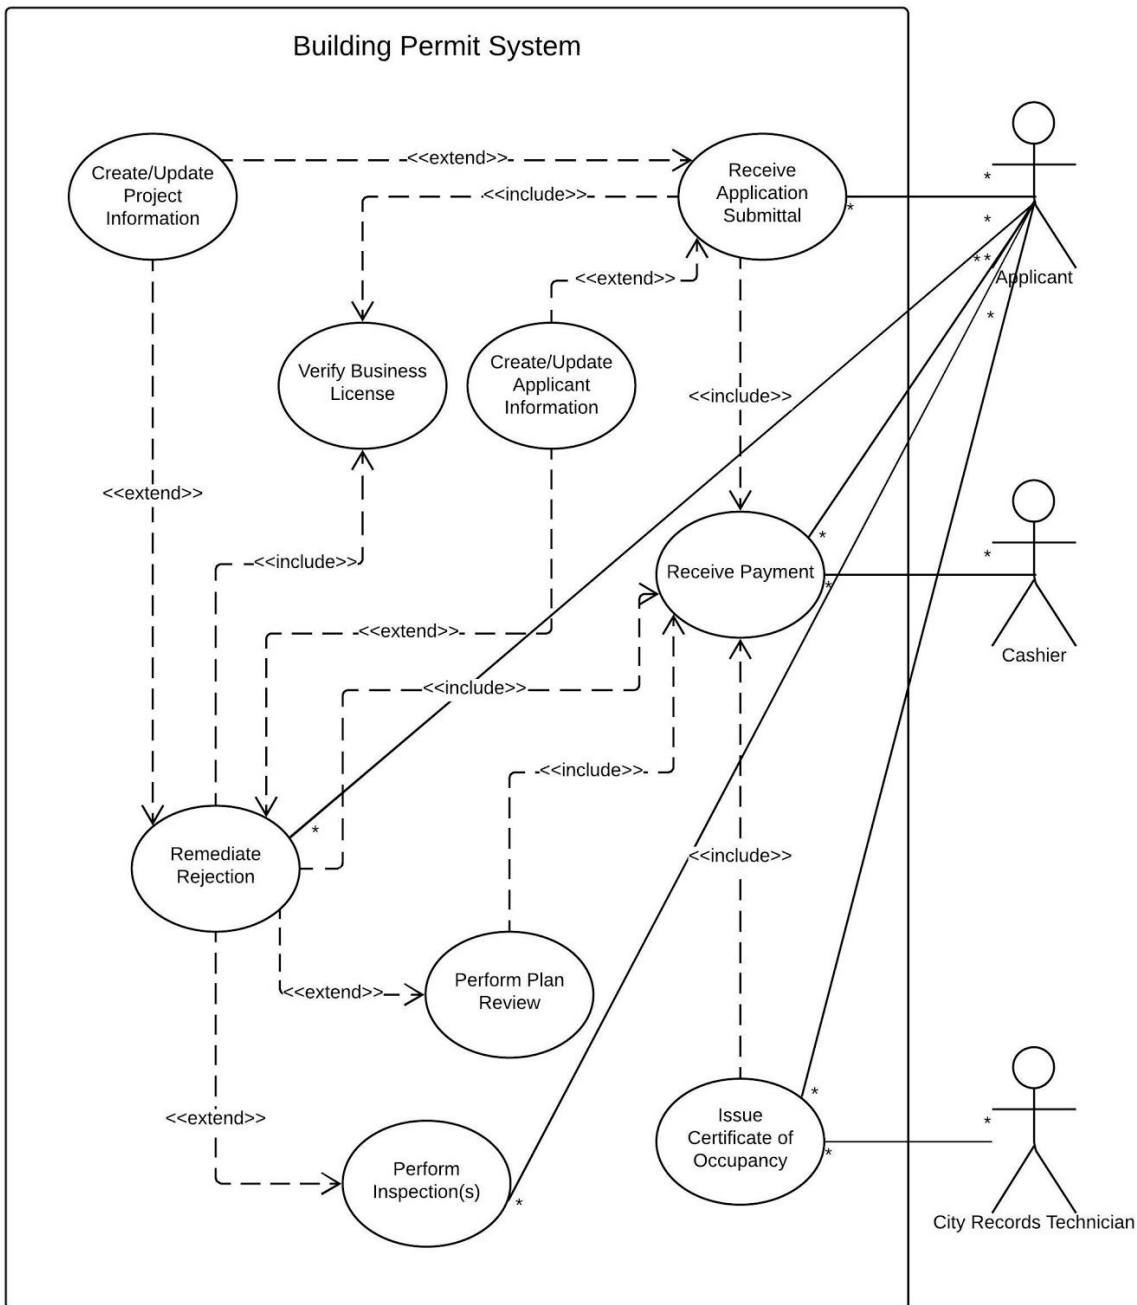 Building Permit System
Create/Update
Project
Information
<<extend>>
Receive
Application
Submittal
*
*
<<include>>
*
<<extend>>
**
Applicant
*
Verify Business
License
Create/Update
Applicant
Information
<<include>>
<<extend>>
*
*
<<include>>
Receive Payment
*
<<extend>>
Cashier
<<include>>
<<include>>
*
Remediate
Rejection
<<include>>
Perform Plan
Review
<<extend>>
*
<<extend>>
Issue
Certificate of
Occupancy
*
*
Perform
Inspection(s)
*
City Records Technician